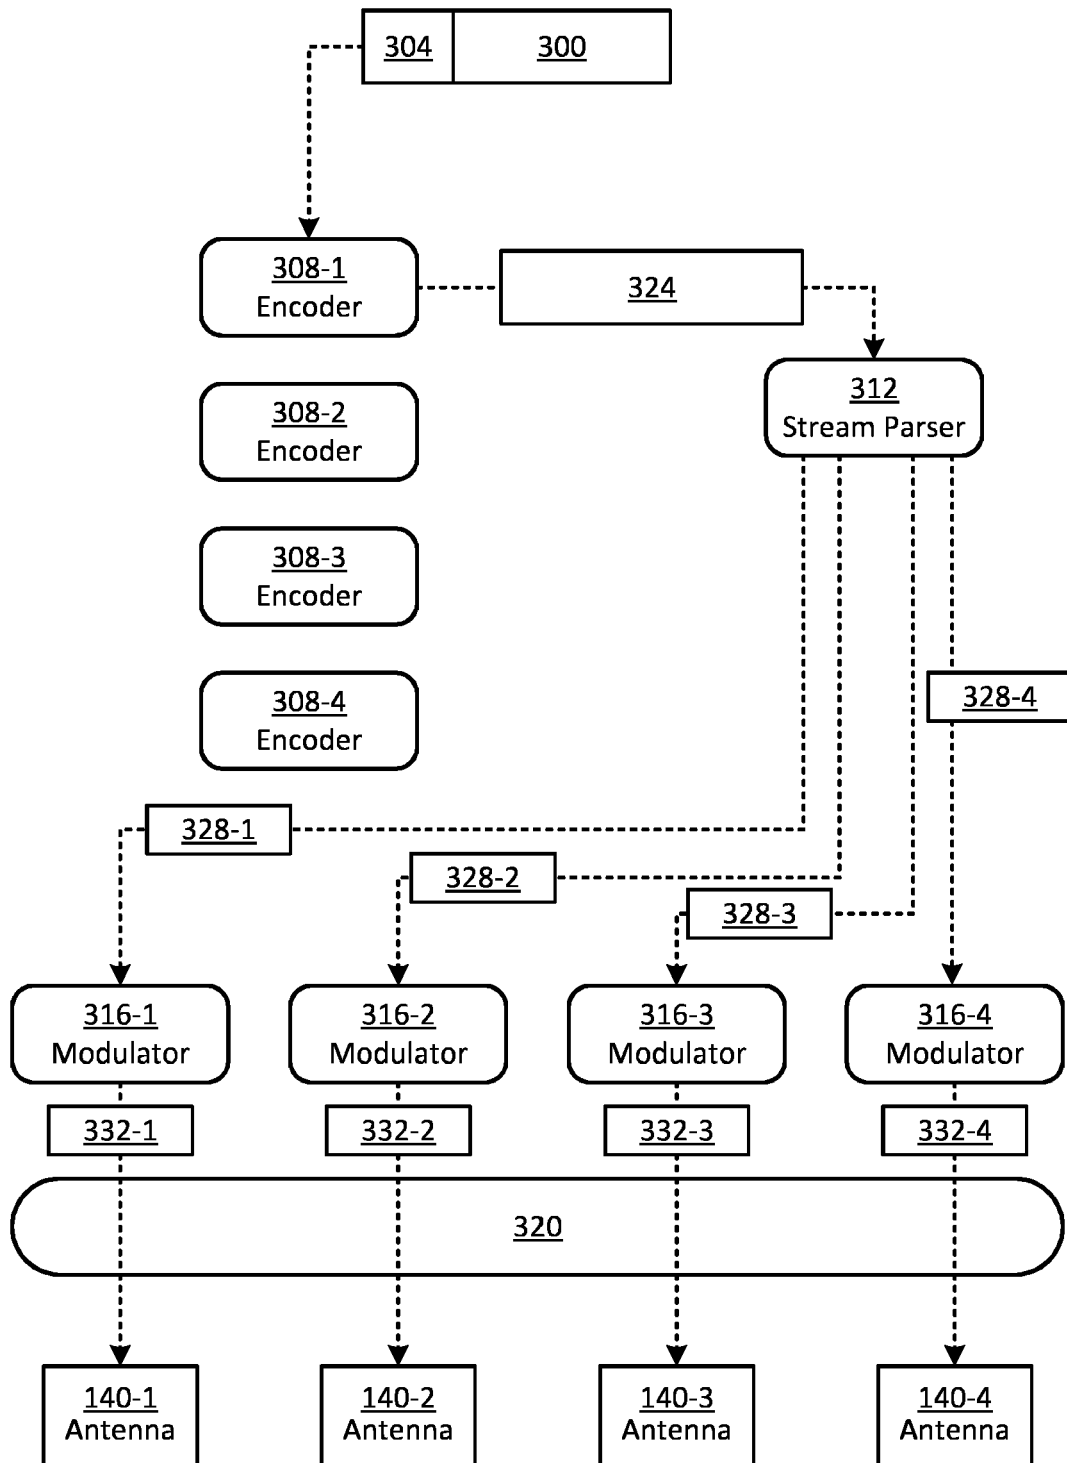 304 300
308-1
Encoder
324
312
Stream Parser
308-2
Encoder
308-3
Encoder
308-4
Encoder
328-4
328-1
328-2
328-3
316-1
Modulator
316-2
Modulator
316-3
Modulator
316-4
Modulator
332-1 332-2 332-3 332-4
320
140-1
Antenna
140-2
Antenna
140-3
Antenna
140-4
Antenna